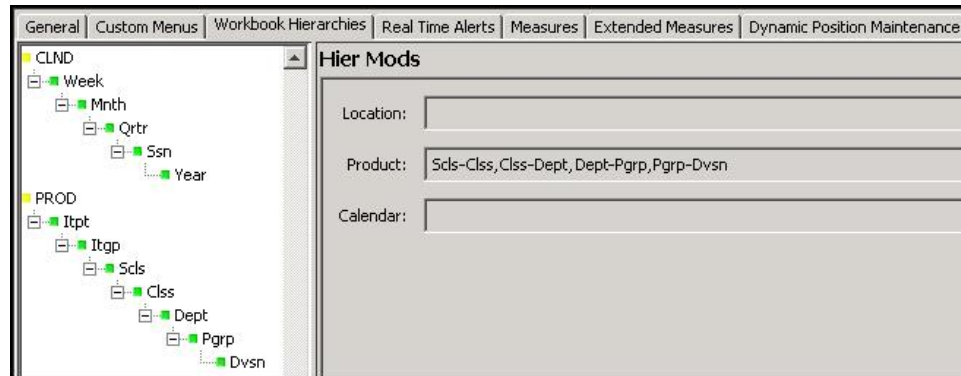 General Custom Menus Workbook Hierarchies Real Time Alerts Measures Extended Measures Dynamic Position Maintenance
CLND
Week
Mnth
Qrtr
Ssn
Year
PROD
Itpt
Itgp
Scls
Clss
Dept
Pgrp
Dvsn
Hier Mods
Location:
Product: Scls-Clss,Clss-Dept,Dept-Pgrp,Pgrp-Dvsn
Calendar: